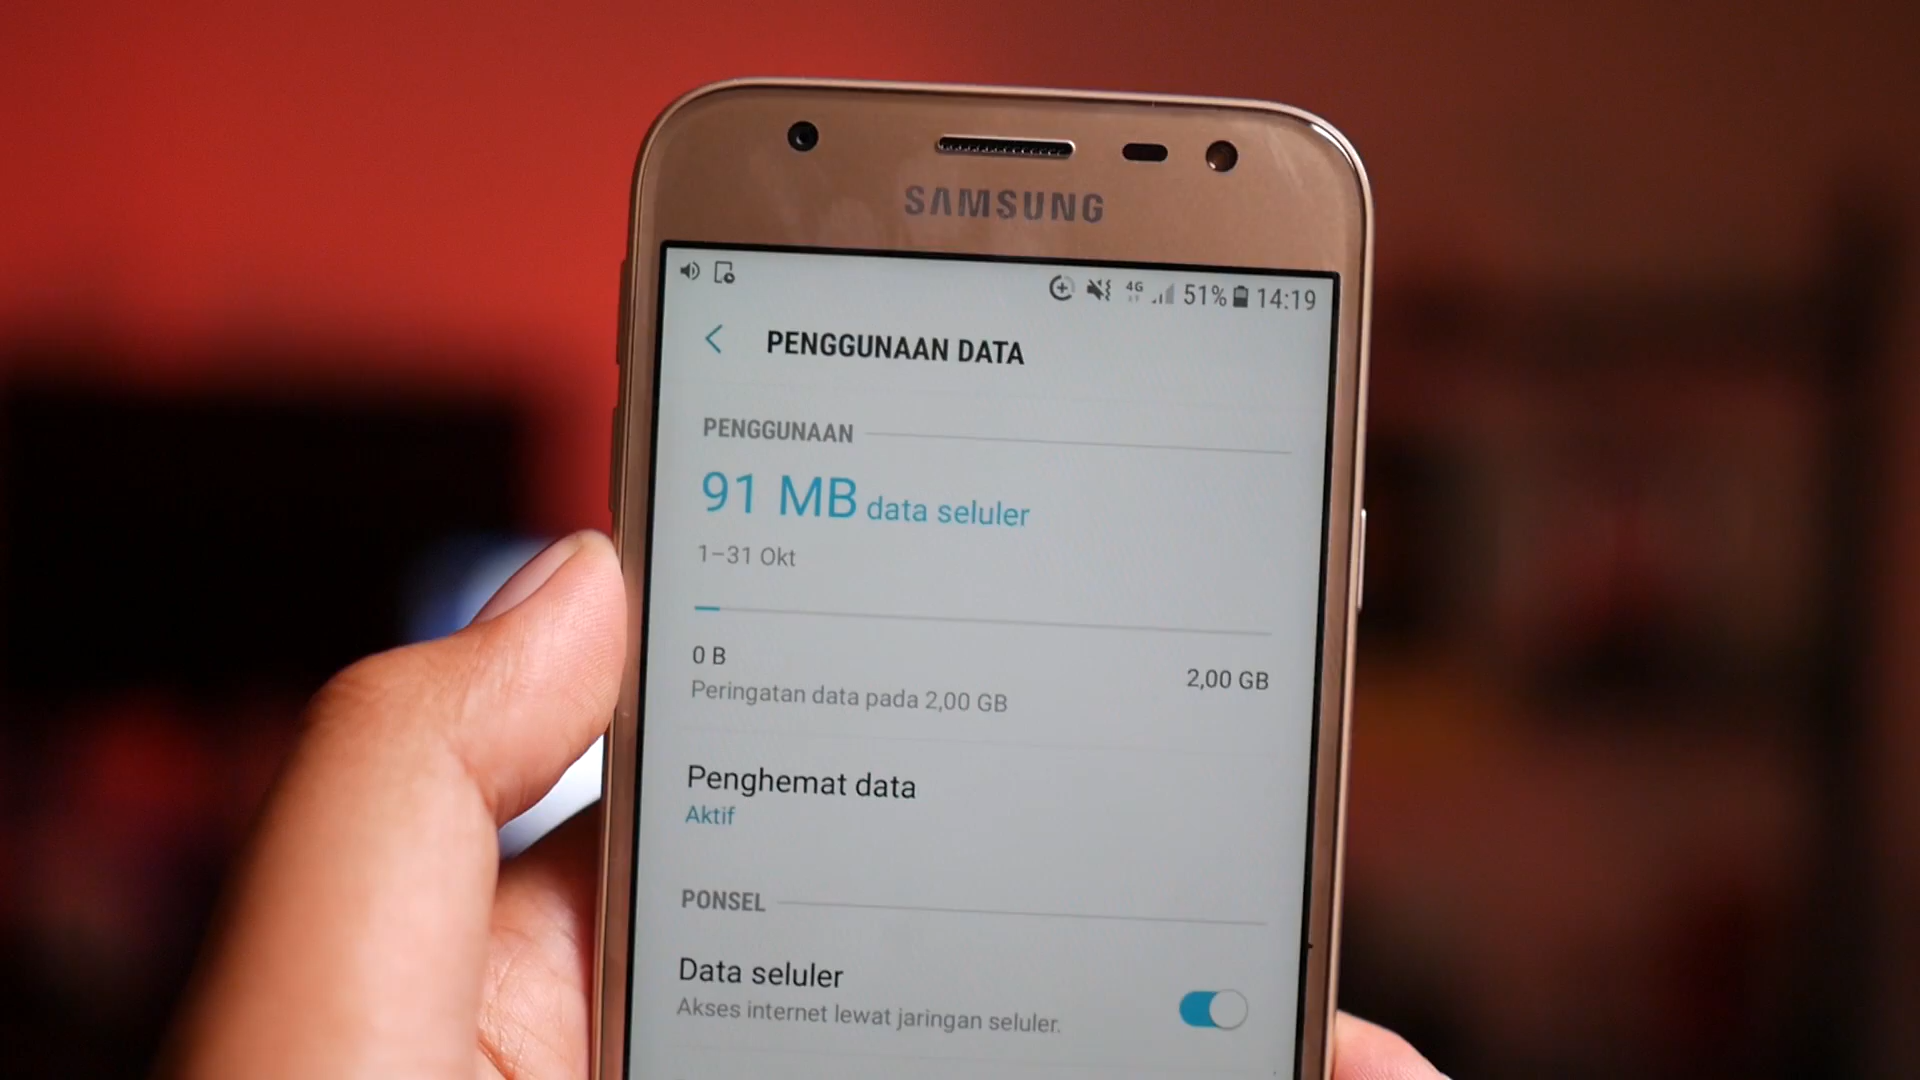 SAMSUNG
4G 51% 14:19
PENGGUNAAN DATA
PENGGUNAAN
91 MB data seluler
1–31 Okt
0 B 2,00 GB
Peringatan data pada 2,00 GB
Penghemat data
Aktif
PONSEL
Data seluler
Akses internet lewat jaringan seluler.